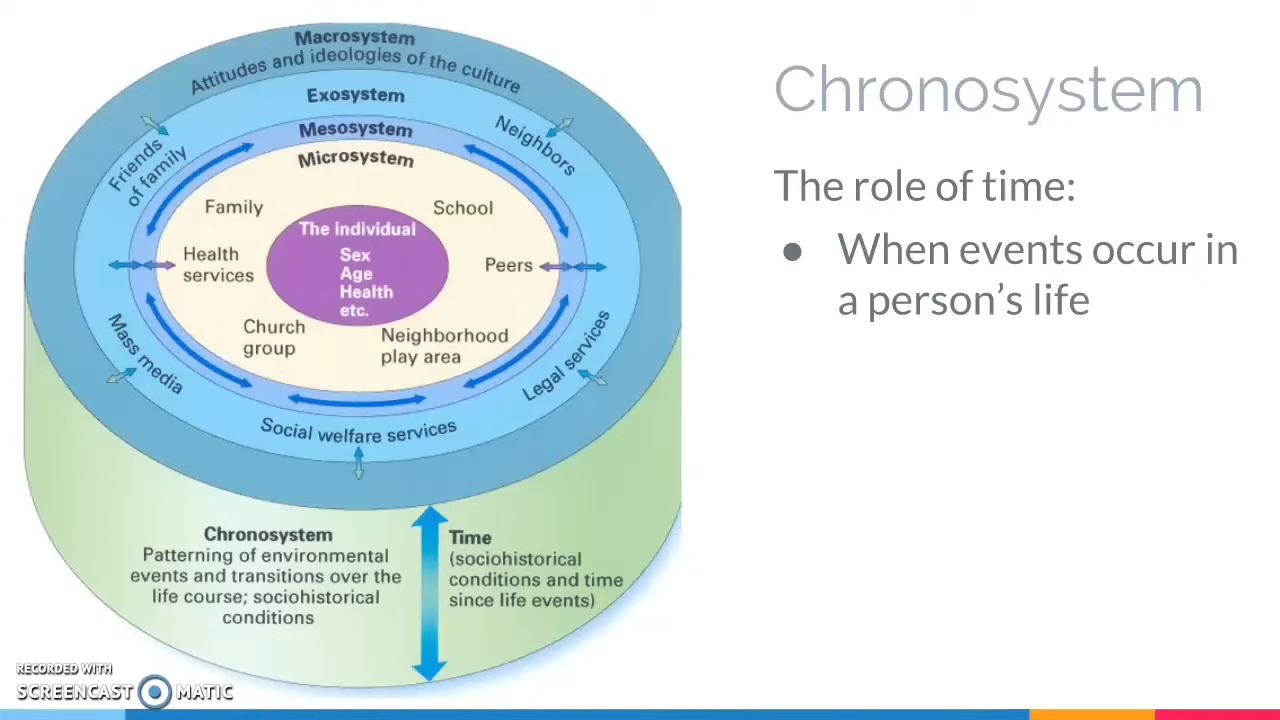 Macrosystem
Attitudes and ideologies of the culture
Exosystem
Mesosystem
Microsystem
Friends
of family
Neighbors
Family
School
The individual
Sex
Age
Health
etc.
Health
services
Peers
Church
group
Neighborhood
play area
Mass media
Legal services
Social welfare services
Chronosystem
Patterning of environmental
events and transitions over the
life course; sociohistorical
conditions
Time
(sociohistorical
conditions and time
since life events)
Chronosystem
The role of time:
● When events occur in
a person’s life
RECORDED WITH
SCREENCAST MATIC